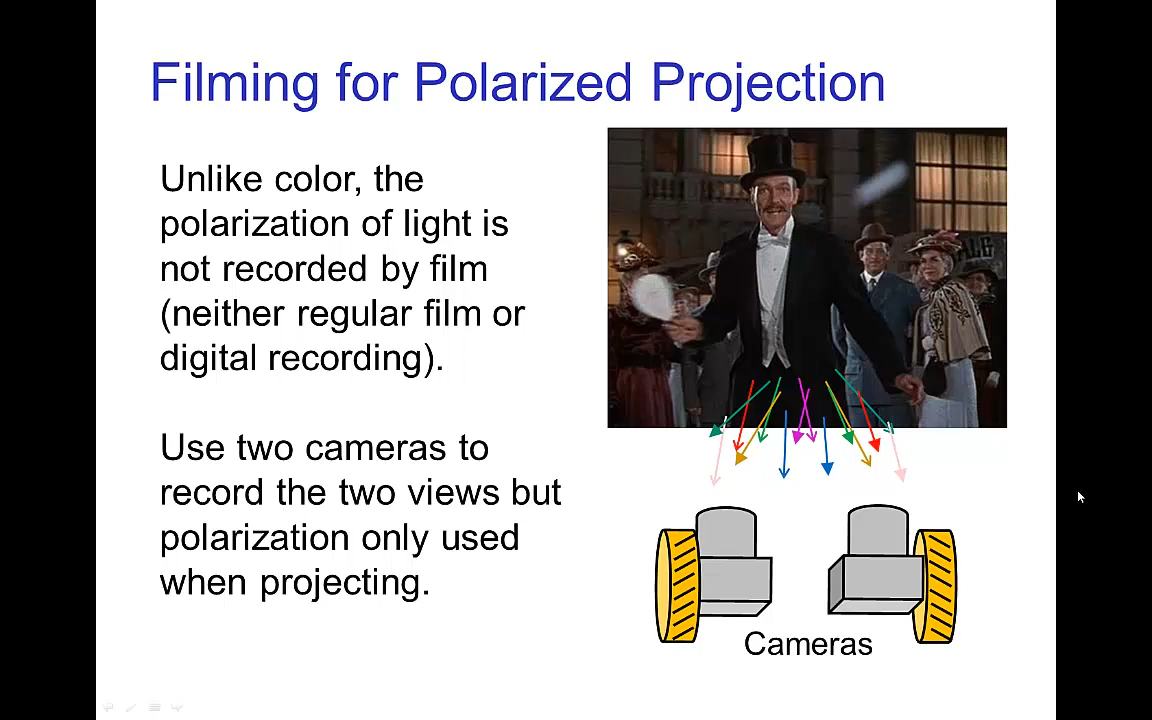 Filming for Polarized Projection
Unlike color, the
polarization of light is
not recorded by film
(neither regular film or
digital recording).
Use two cameras to
record the two views but
polarization only used
when projecting.
Cameras